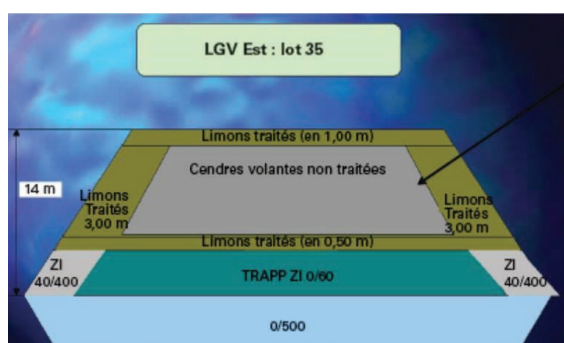 LGV Est : lot 35
Limons traités (en 1,00 m)
Cendres volantes non traitées
14 m
Limons
Traités
3,00 m
Limons
Traités
3,00 m
Limons traités (en 0,50 m)
ZI
40/400
TRAPP ZI 0/60
ZI
40/400
0/500